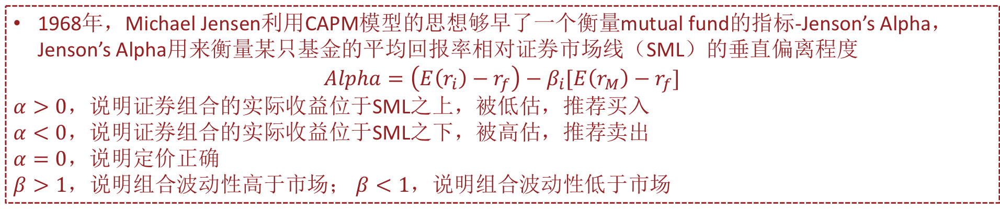 • 1968年，Michael Jensen利用CAPM模型的思想够早了一个衡量mutual fund的指标-Jenson’s Alpha，
Jenson’s Alpha用来衡量某只基金的平均回报率相对证券市场线（SML）的垂直偏离程度
Alpha = (E(r_i) − r_f) − β_i[E(r_M) − r_f]
α > 0，说明证券组合的实际收益位于SML之上，被低估，推荐买入
α < 0，说明证券组合的实际收益位于SML之下，被高估，推荐卖出
α = 0，说明定价正确
β > 1，说明组合波动性高于市场； β < 1，说明组合波动性低于市场